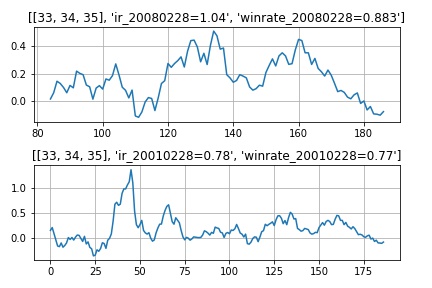 [[33, 34, 35], 'ir_20080228=1.04', 'winrate_20080228=0.883']
0.4
0.2
0.0
80 100 120 140 160 180
[[33, 34, 35], 'ir_20010228=0.78', 'winrate_20010228=0.77']
1.0
0.5
0.0
0 25 50 75 100 125 150 175